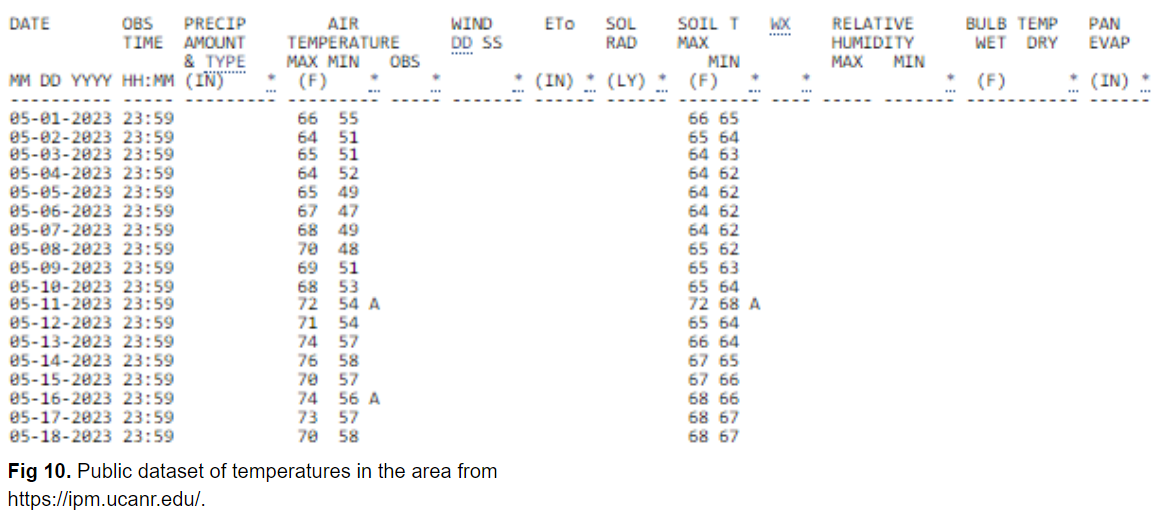 DATE OBS PRECIP AIR WIND ETo SOL SOIL T WX RELATIVE BULB TEMP PAN
TIME AMOUNT TEMPERATURE DD SS RAD MAX HUMIDITY WET DRY EVAP
& TYPE MAX MIN OBS MIN MAX MIN
MM DD YYYY HH:MM (IN) * (F) * * * (IN) * (LY) * (F) * * * (F) * (IN) *
---------- ----- ---------- ---------- ----- --------- ------- ------- ---------- ---- ----- -------- ------------ -------
05-01-2023 23:59 66 55 66 65
05-02-2023 23:59 64 51 65 64
05-03-2023 23:59 65 51 64 63
05-04-2023 23:59 64 52 64 62
05-05-2023 23:59 65 49 64 62
05-06-2023 23:59 67 47 64 62
05-07-2023 23:59 68 49 64 62
05-08-2023 23:59 70 48 65 62
05-09-2023 23:59 69 51 65 63
05-10-2023 23:59 68 53 65 64
05-11-2023 23:59 72 54 A 72 68 A
05-12-2023 23:59 71 54 65 64
05-13-2023 23:59 74 57 66 64
05-14-2023 23:59 76 58 67 65
05-15-2023 23:59 70 57 67 66
05-16-2023 23:59 74 56 A 68 66
05-17-2023 23:59 73 57 68 67
05-18-2023 23:59 70 58 68 67
Fig 10. Public dataset of temperatures in the area from
https://ipm.ucanr.edu/.